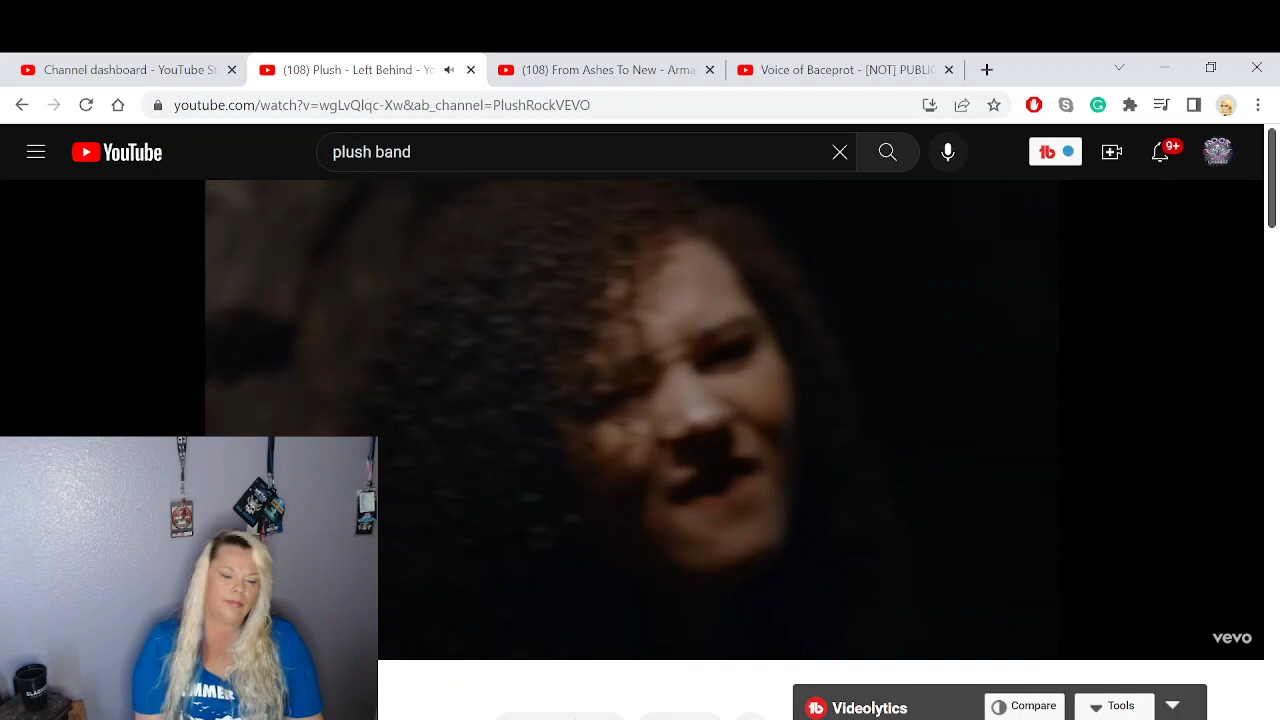 Channel dashboard - YouTube St
(108) Plush - Left Behind - Yo
(108) From Ashes To New - Arma
Voice of Baceprot - [NOT] PUBLIC
youtube.com/watch?v=wgLvQlqc-Xw&ab_channel=PlushRockVEVO
YouTube
plush band
9+
vevo
MMER
Videolytics
Compare
Tools